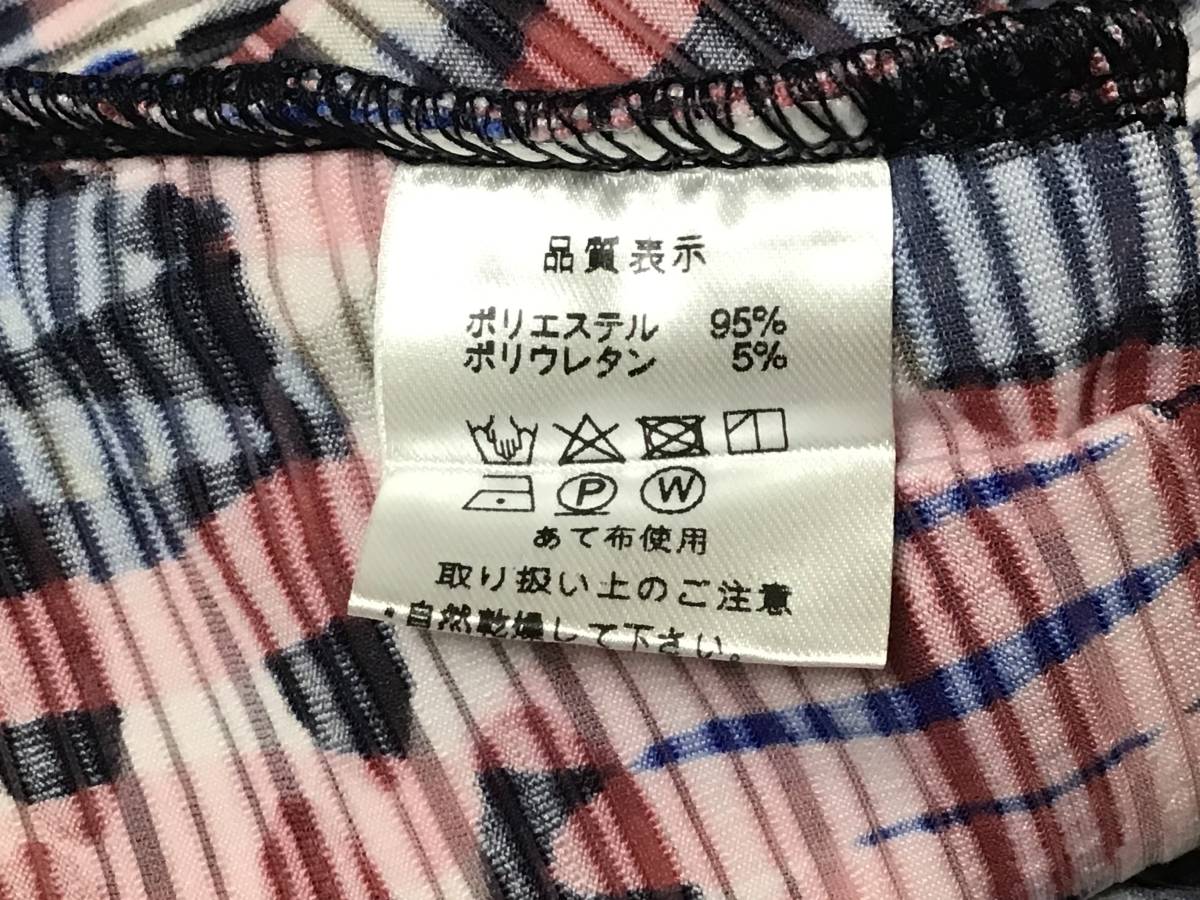 品質表示
ポリエステル 95%
ポリウレタン 5%
P W
あて布使用
取り扱い上のご注意
・自然乾燥して下さい。